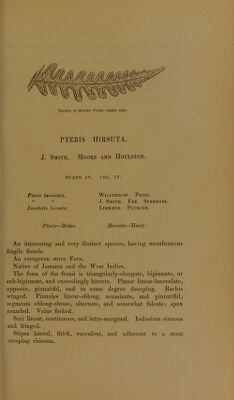 Portion of mature Frond—under side.
PTERIS HIRSUTA.
J. Smith. Moore and Houlston.
PLATE IV. VOL. IV.
Pteris laciniata, Willdenow. Presl.
" " J. Smith. Fée. Sprengel.
Lonchitis hirsuta, Linnæus. Plumier.
Pteris—Brake. Hirsuta—Hairy.
An interesting and very distinct species, having membranous
fragile fronds.
An evergreen stove Fern.
Native of Jamaica and the West Indies.
The form of the frond is triangularly-elongate, bipinnate, or
sub-bipinnate, and exceedingly hirsute. Pinnæ linear-lanceolate,
opposite, pinnatifid, and in some degree drooping. Rachis
winged. Pinnules linear-oblong, acuminate, and pinnatifid;
segments oblong-obtuse, alternate, and somewhat falcate; apex
rounded. Veins forked.
Sori linear, continuous, and intra-marginal. Indusium sinuous
and fringed.
Stipes lateral, thick, succulent, and adherent to a stout
creeping rhizoma.